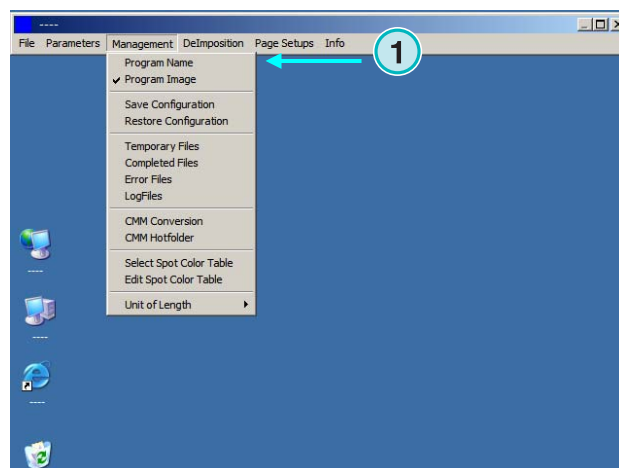 ----
File Parameters Management DeImposition Page Setups Info
1
Program Name
Program Image
Save Configuration
Restore Configuration
Temporary Files
Completed Files
Error Files
LogFiles
CMM Conversion
CMM Hotfolder
Select Spot Color Table
Edit Spot Color Table
Unit of Length
----
----
----